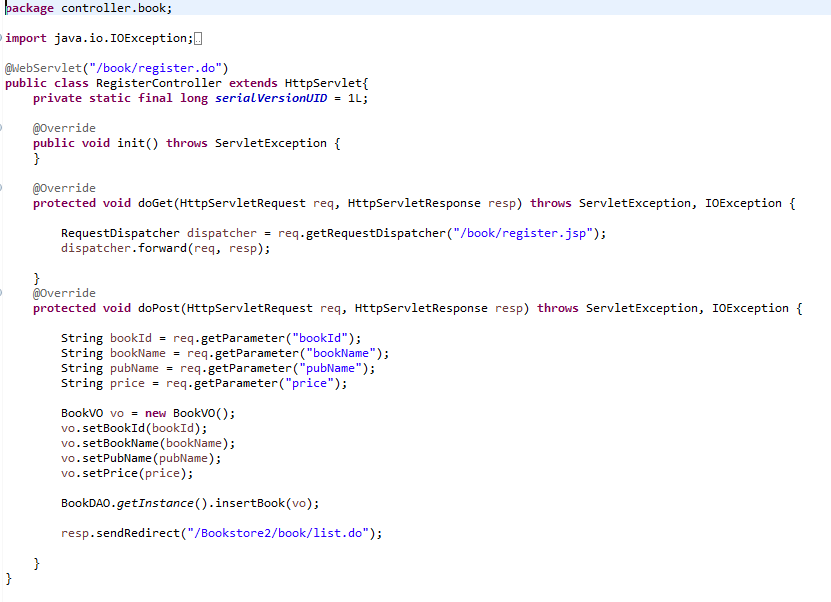 package controller.book;
import java.io.IOException;
@WebServlet("/book/register.do")
public class RegisterController extends HttpServlet{
private static final long serialVersionUID = 1L;
@Override
public void init() throws ServletException {
}
@Override
protected void doGet(HttpServletRequest req, HttpServletResponse resp) throws ServletException, IOException {
RequestDispatcher dispatcher = req.getRequestDispatcher("/book/register.jsp");
dispatcher.forward(req, resp);
}
@Override
protected void doPost(HttpServletRequest req, HttpServletResponse resp) throws ServletException, IOException {
String bookId = req.getParameter("bookId");
String bookName = req.getParameter("bookName");
String pubName = req.getParameter("pubName");
String price = req.getParameter("price");
BookVO vo = new BookVO();
vo.setBookId(bookId);
vo.setBookName(bookName);
vo.setPubName(pubName);
vo.setPrice(price);
BookDAO.getInstance().insertBook(vo);
resp.sendRedirect("/Bookstore2/book/list.do");
}
}